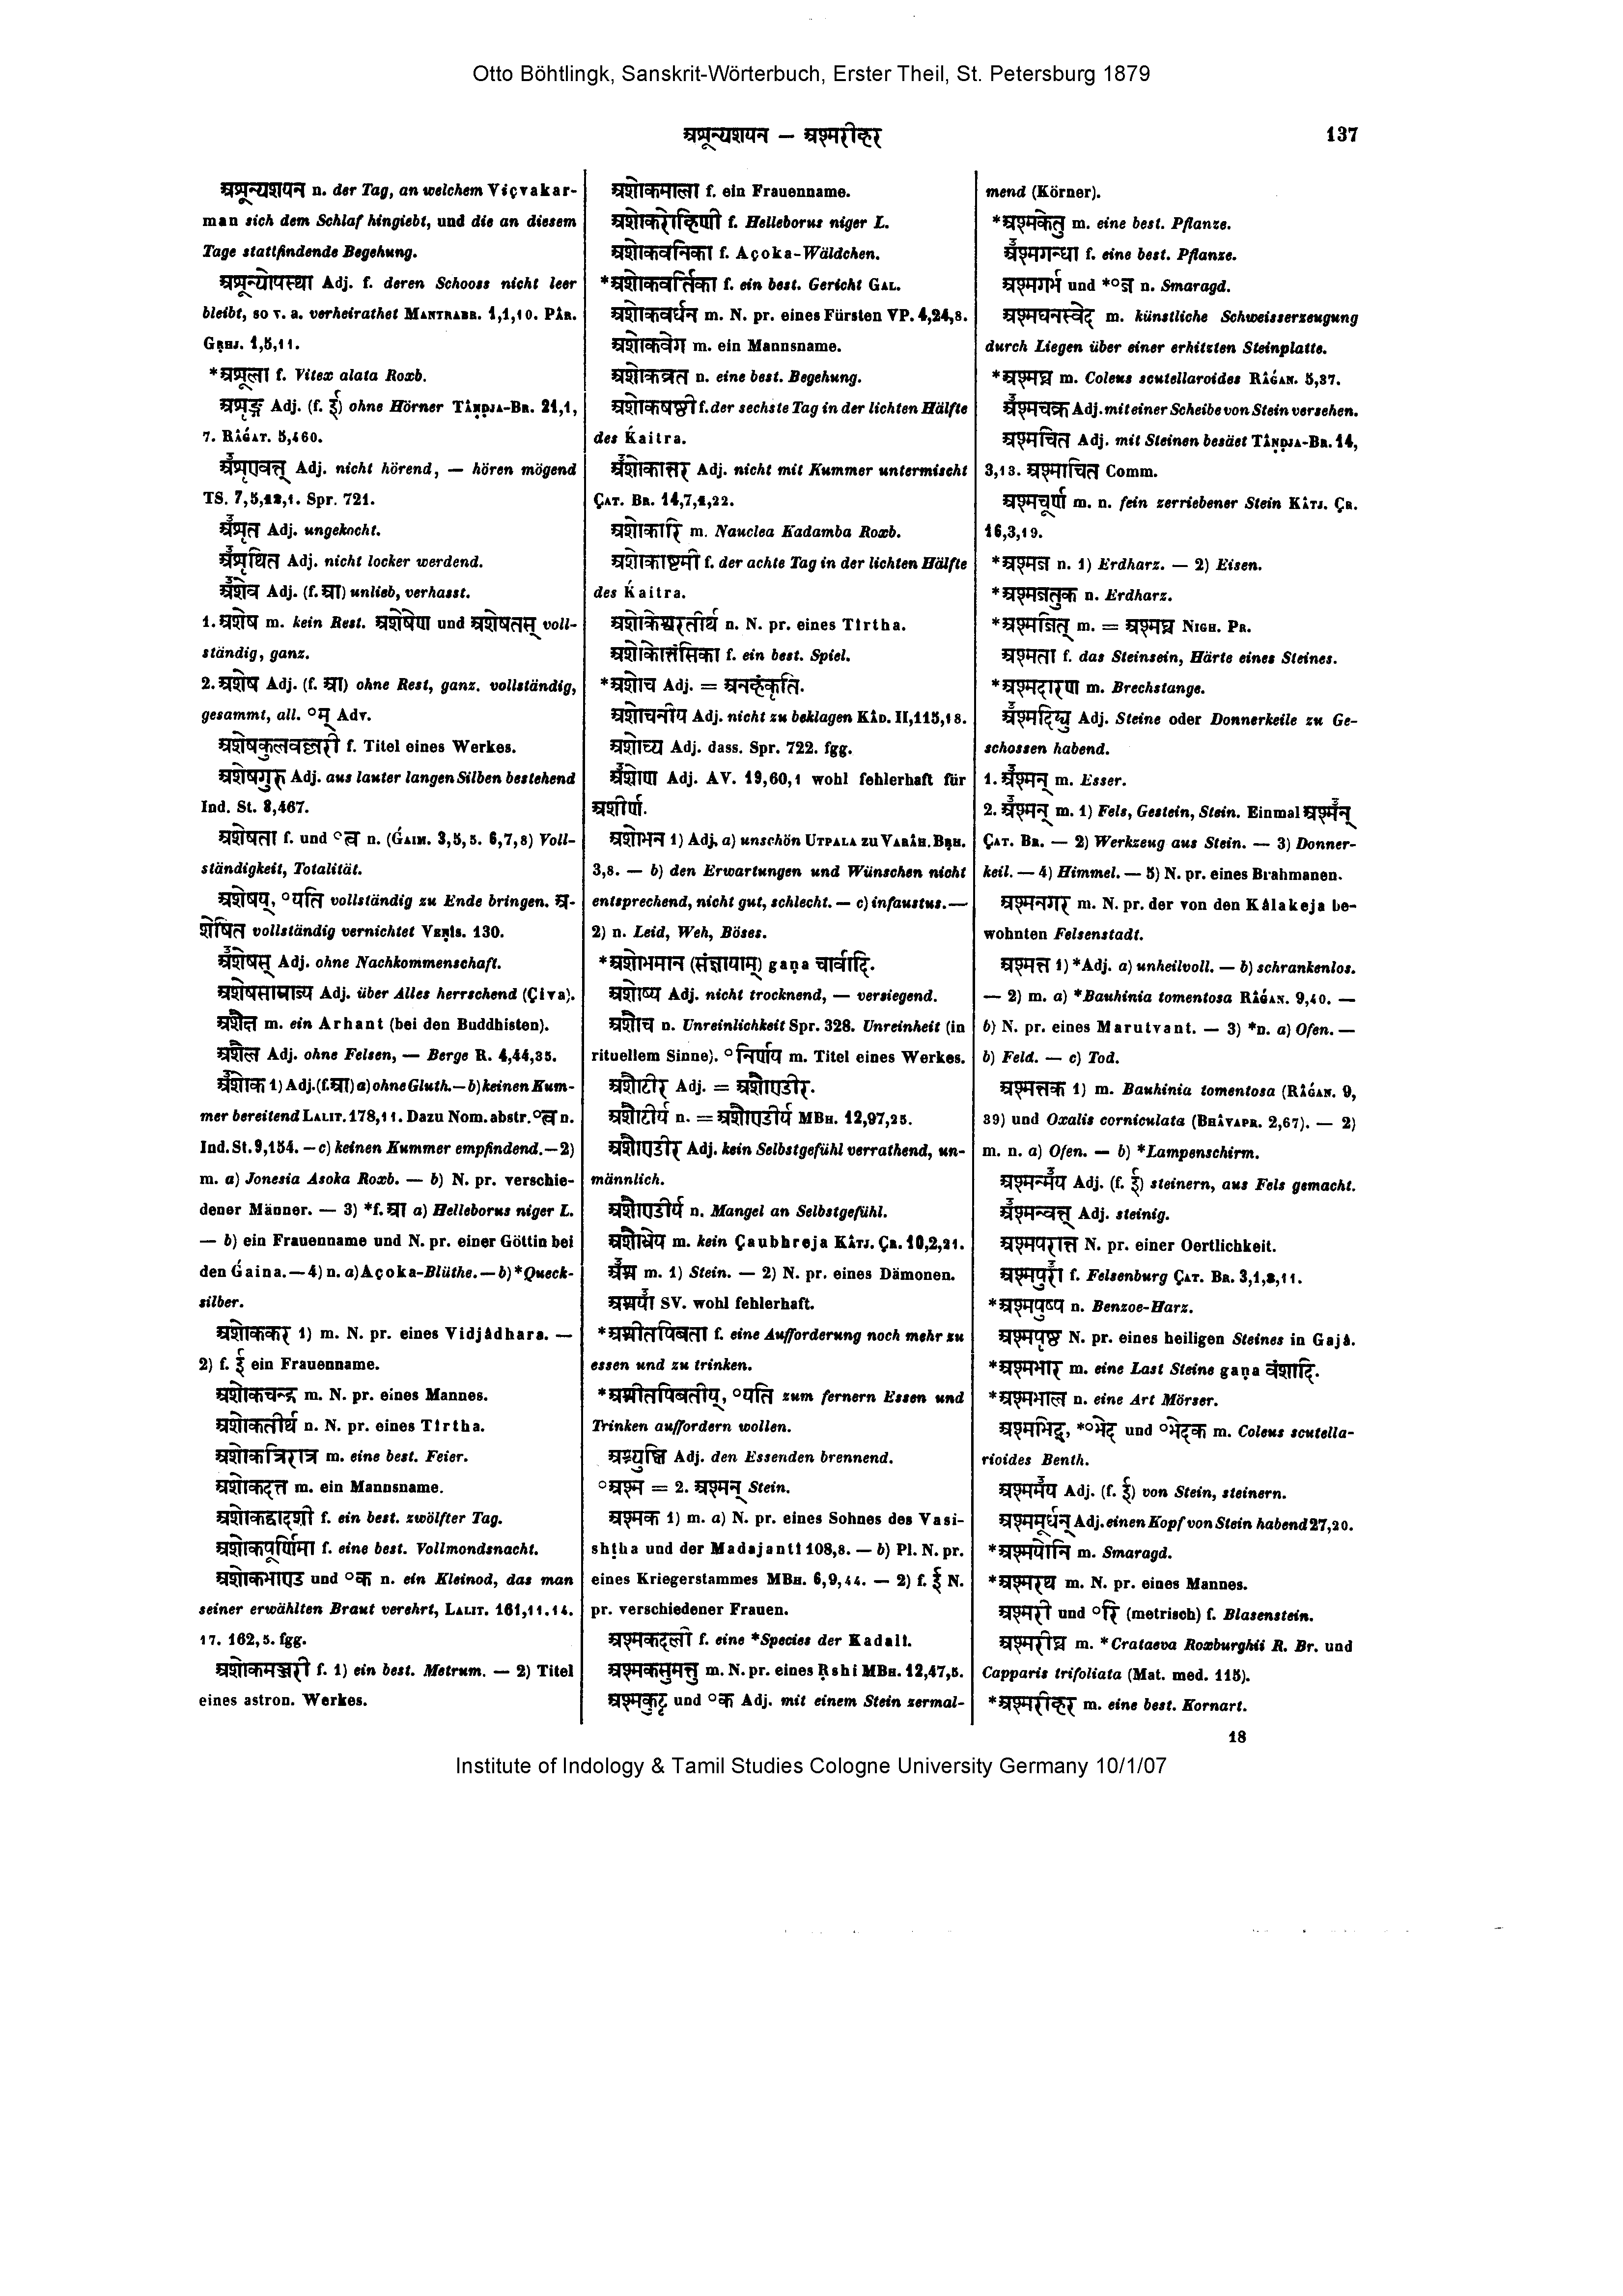 Otto Böhtlingk, Sanskrit-Wörterbuch, Erster Theil, St. Petersburg 1879
अशून्यशयन — अश्मरीकर
137
अशून्यशयन n. der Tag, an welchem Viçvakar-
man sich dem Schlaf hingiebt, und die an diesem
Tage stattfindende Begehung.
अशून्योपस्था Adj. f. deren Schooss nicht leer
bleibt, so v. a. verheirathet MANTRABR. 1,1,10. PÂR.
GṚHJ. 1,5,11.
*अशूला f. Vitex alata Roxb.
अशृङ्ग Adj. (f. ई) ohne Hörner TÂṆḌJA-BR. 21,1,
7. RÂǴAT. 5,460.
अशृण्वत् Adj. nicht hörend, — hören mögend
TS. 7,5,12,1. Spr. 721.
अशृत Adj. ungekocht.
अशृथित Adj. nicht locker werdend.
अशेव Adj. (f. आ) unlieb, verhasst.
1. अशेष m. kein Rest. अशेषेण und अशेषतस् voll-
ständig, ganz.
2. अशेष Adj. (f. आ) ohne Rest, ganz. vollständig,
gesammt, all. °म् Adv.
अशेषकुलवल्लरी f. Titel eines Werkes.
अशेषगुरु Adj. aus lauter langen Silben bestehend
Ind. St. 8,467.
अशेषता f. und °त्व n. (ǴAIM. 3,5,5. 6,7,8) Voll-
ständigkeit, Totalität.
अशेषय्, °यति vollständig zu Ende bringen. अ-
शेषित vollständig vernichtet VEṆÎS. 130.
अशेषस् Adj. ohne Nachkommenschaft.
अशेषसाम्राज्य Adj. über Alles herrschend (Çiva).
अशैक्ष m. ein Arhant (bei den Buddhisten).
अशैल Adj. ohne Felsen, — Berge R. 4,44,35.
अशोक 1) Adj. (f. आ) a) ohne Gluth. — b) keinen Kum-
mer bereitend LALIT. 178,11. Dazu Nom. abstr. °त्व n.
Ind. St. 9,154. — c) keinen Kummer empfindend. — 2)
m. a) Jonesia Asoka Roxb. — b) N. pr. verschie-
dener Männer. — 3) *f. आ a) Helleborus niger L.
— b) ein Frauenname und N. pr. einer Göttin bei
den Ǵaina. — 4) n. a) Açoka-Blüthe. — b) *Queck-
silber.
अशोककर 1) m. N. pr. eines Vidjâdhara. —
2) f. ई ein Frauenname.
अशोकचन्द्र m. N. pr. eines Mannes.
अशोकतीर्थ n. N. pr. eines Tîrtha.
अशोकत्रिरात्र m. eine best. Feier.
अशोकदत्त m. ein Mannsname.
अशोकद्वादशी f. ein best. zwölfter Tag.
अशोकपूर्णिमा f. eine best. Vollmondsnacht.
अशोकभाण्ड und °क n. ein Kleinod, das man
seiner erwählten Braut verehrt, LALIT. 161,11.14.
17. 162,5. fgg.
अशोकमञ्जरी f. 1) ein best. Metrum. — 2) Titel
eines astron. Werkes.
अशोकमाला f. ein Frauenname.
अशोकरोहिणी f. Helleborus niger L.
अशोकवनिका f. Açoka-Wäldchen.
*अशोकवर्तिका f. ein best. Gericht GAL.
अशोकवर्धन m. N. pr. eines Fürsten VP. 4,24,8.
अशोकवेग m. ein Mannsname.
अशोकव्रत n. eine best. Begehung.
अशोकषष्ठी f. der sechste Tag in der lichten Hälfte
des Ḱaitra.
अशोकान्तर Adj. nicht mit Kummer untermischt
ÇAT. BR. 14,7,1,22.
अशोकारि m. Nauclea Kadamba Roxb.
अशोकाष्टमी f. der achte Tag in der lichten Hälfte
des Ḱaitra.
अशोकेश्वरतीर्थ n. N. pr. eines Tîrtha.
अशोकोत्तंसिका f. ein best. Spiel.
*अशोच Adj. = अनहंकृति.
अशोचनीय Adj. nicht zu beklagen KÂD. II,115,18.
अशोच्य Adj. dass. Spr. 722. fgg.
अशोण Adj. AV. 19,60,1 wohl fehlerhaft für
अशीर्ण.
अशोभन 1) Adj. a) unschön UTPALA zu VARÂH. BṚH.
3,8. — b) den Erwartungen und Wünschen nicht
entsprechend, nicht gut, schlecht. — c) infaustus. —
2) n. Leid, Weh, Böses.
*अशोभमान (संज्ञायाम्) gaṇa चार्वादि.
अशोष्य Adj. nicht trocknend, — versiegend.
अशौच n. Unreinlichkeit Spr. 328. Unreinheit (in
rituellem Sinne). °निर्णय m. Titel eines Werkes.
अशौटीर Adj. = अशौण्डीर.
अशौटीर्य n. = अशौण्डीर्य MBH. 12,97,25.
अशौण्डीर Adj. kein Selbstgefühl verrathend, un-
männlich.
अशौण्डीर्य n. Mangel an Selbstgefühl.
अशौभ्रेय m. kein Çaubhreja KÂTJ. ÇR. 10,2,21.
अश्न m. 1) Stein. — 2) N. pr. eines Dämonen.
अश्नया SV. wohl fehlerhaft.
*अश्नीतपिबता f. eine Aufforderung noch mehr zu
essen und zu trinken.
*अश्नीतपिबतीय्, °यति zum fernern Essen und
Trinken auffordern wollen.
अश्न्युष्णि Adj. den Essenden brennend.
°अश्म = 2. अश्मन् Stein.
अश्मक 1) m. a) N. pr. eines Sohnes des Vasi-
shṭha und der Madajantî 108,8. — b) Pl. N. pr.
eines Kriegerstammes MBH. 6,9,44. — 2) f. ई N.
pr. verschiedener Frauen.
अश्मकदली f. eine *Species der Kadalî.
अश्मकसुमन्तु m. N. pr. eines Ṛshi MBH. 12,47,5.
अश्मकुट्ट und °क Adj. mit einem Stein zermal-
mend (Körner).
*अश्मकेतु m. eine best. Pflanze.
अश्मगन्धा f. eine best. Pflanze.
अश्मगर्भ und *°ज n. Smaragd.
अश्मघनस्वेद m. künstliche Schweisserzeugung
durch Liegen über einer erhitzten Steinplatte.
*अश्मघ्न m. Coleus scutellaroides RÂǴAN. 5,37.
अश्मचक्र Adj. mit einer Scheibe von Stein versehen.
अश्मचित Adj. mit Steinen besäet TÂṆḌJA-BR. 14,
3,13. अश्माचित Comm.
अश्मचूर्ण m. n. fein zerriebener Stein KÂTJ. ÇR.
16,3,19.
*अश्मज n. 1) Erdharz. — 2) Eisen.
*अश्मजतुक n. Erdharz.
*अश्मजित् m. = अश्मघ्न NIGH. PR.
अश्मता f. das Steinsein, Härte eines Steines.
*अश्मदारण m. Brechstange.
अश्मदिद्यु Adj. Steine oder Donnerkeile zu Ge-
schossen habend.
1. अश्मन् m. Esser.
2. अश्मन् m. 1) Fels, Gestein, Stein. Einmal अश्मन्
ÇAT. BR. — 2) Werkzeug aus Stein. — 3) Donner-
keil. — 4) Himmel. — 5) N. pr. eines Brahmanen.
अश्मनगर m. N. pr. der von den Kâlakeja be-
wohnten Felsenstadt.
अश्मन्त 1) *Adj. a) unheilvoll. — b) schrankenlos.
— 2) m. a) *Bauhinia tomentosa RÂǴAN. 9,40. —
b) N. pr. eines Marutvant. — 3) *n. a) Ofen. —
b) Feld. — c) Tod.
अश्मन्तक 1) m. Bauhinia tomentosa (RÂǴAN. 9,
39) und Oxalis corniculata (BHÂVAPR. 2,67). — 2)
m. n. a) Ofen. — b) *Lampenschirm.
अश्मन्मय Adj. (f. ई) steinern, aus Fels gemacht.
अश्मन्वत् Adj. steinig.
अश्मपरान्त N. pr. einer Oertlichkeit.
अश्मपुरी f. Felsenburg ÇAT. BR. 3,1,2,11.
*अश्मपुष्प n. Benzoe-Harz.
अश्मपृष्ठ N. pr. eines heiligen Steines in Gajâ.
*अश्मभार m. eine Last Steine gaṇa वंशादि.
*अश्मभाल n. eine Art Mörser.
अश्मभिद्, *°भेद und °भेदक m. Coleus scutella-
rioides Benth.
अश्ममय Adj. (f. ई) von Stein, steinern.
अश्ममूर्धन् Adj. einen Kopf von Stein habend 27,20.
*अश्मयोनि m. Smaragd.
*अश्मरथ m. N. pr. eines Mannes.
अश्मरी und °रि (metrisch) f. Blasenstein.
अश्मरीघ्न m. *Crataeva Roxburghii R. Br. und
Capparis trifoliata (Mat. med. 115).
*अश्मरीकर m. eine best. Kornart.
18
Institute of Indology & Tamil Studies Cologne University Germany 10/1/07